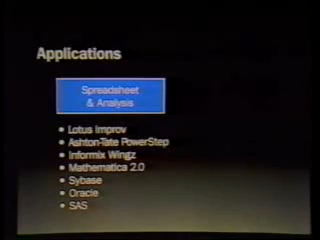 Applications
Spreadsheet
& Analysis
• Lotus Improv
• Ashton-Tate PowerStep
• Informix Wingz
• Mathematica 2.0
• Sybase
• Oracle
• SAS